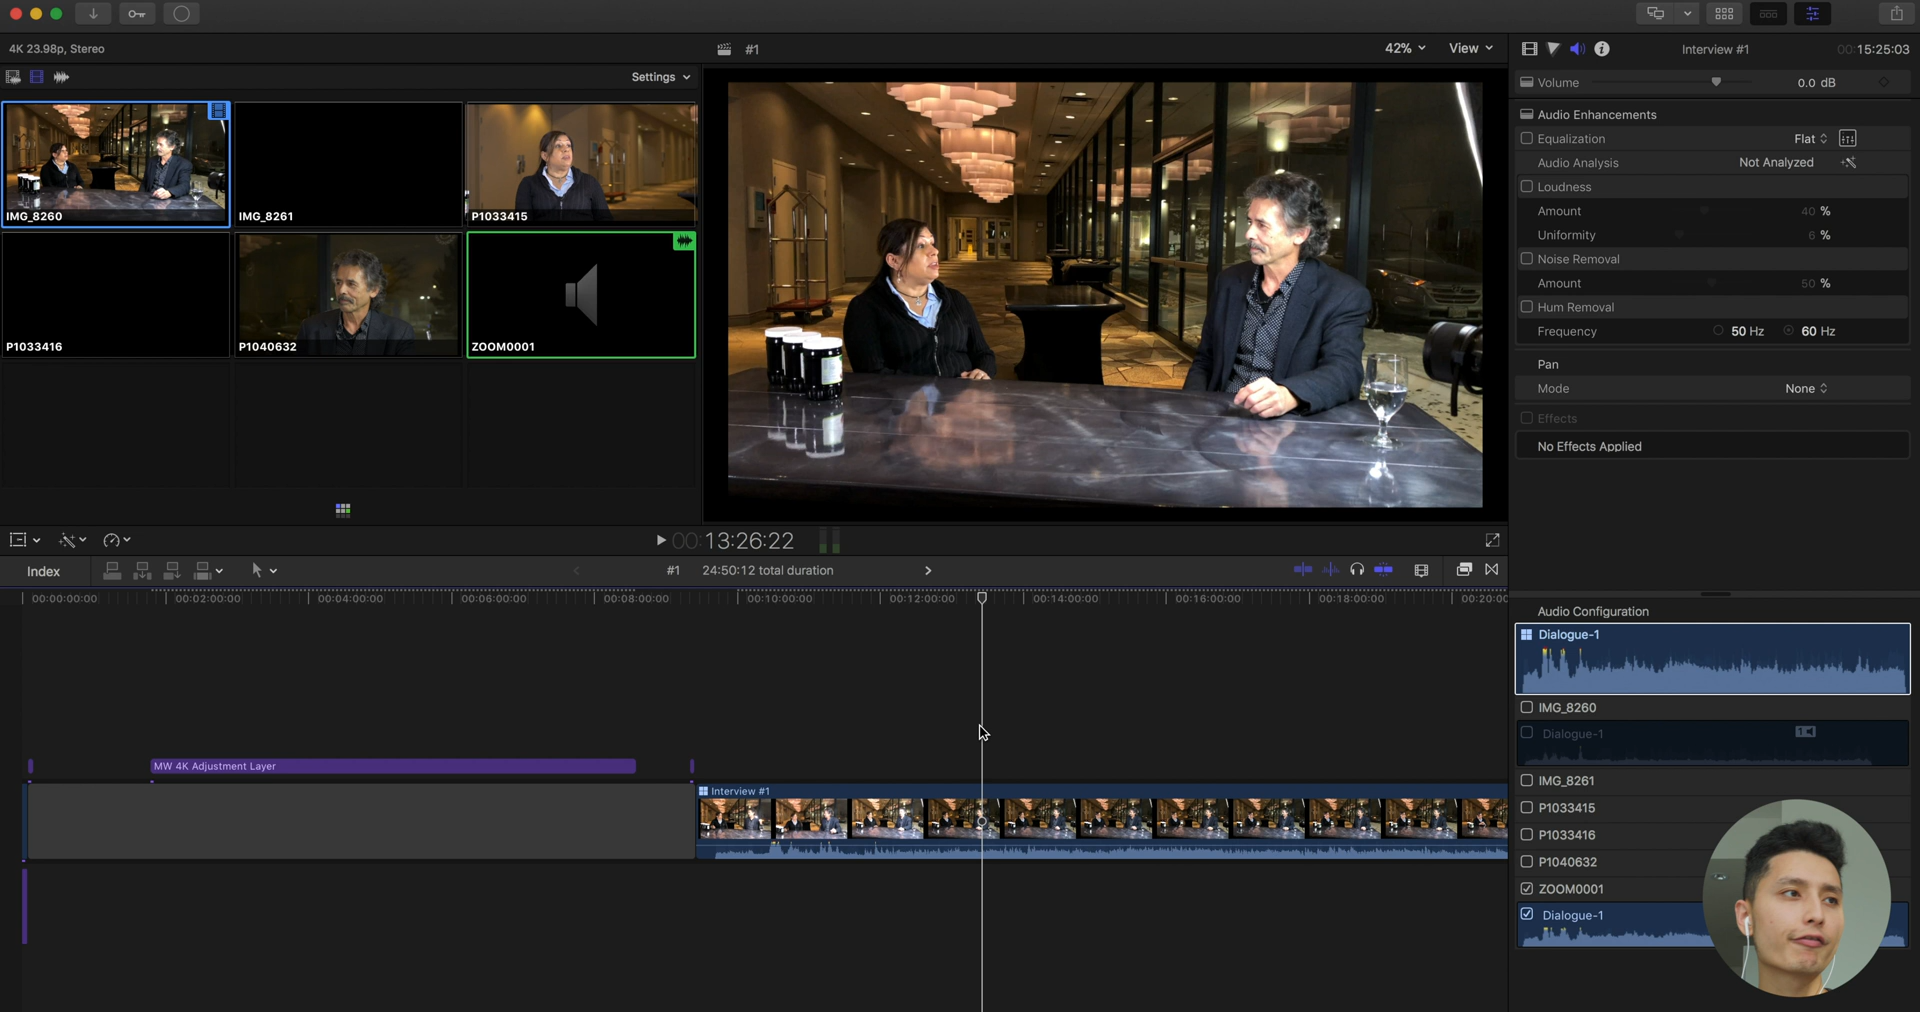 4K 23.98p, Stereo
#1
42%
View
Interview #1
00:15:25:03
Settings
Volume
0.0 dB
Audio Enhancements
Equalization
Flat
Audio Analysis
Not Analyzed
Loudness
Amount
40 %
Uniformity
6 %
Noise Removal
Amount
50 %
Hum Removal
Frequency
50 Hz
60 Hz
Pan
Mode
None
Effects
No Effects Applied
IMG_8260
IMG_8261
P1033415
P1033416
P1040632
ZOOM0001
00:13:26:22
Index
#1
24:50:12 total duration
00:00:00:00
00:02:00:00
00:04:00:00
00:06:00:00
00:08:00:00
00:10:00:00
00:12:00:00
00:14:00:00
00:16:00:00
00:18:00:00
00:20:00
MW 4K Adjustment Layer
Interview #1
Audio Configuration
Dialogue-1
IMG_8260
Dialogue-1
IMG_8261
P1033415
P1033416
P1040632
ZOOM0001
Dialogue-1